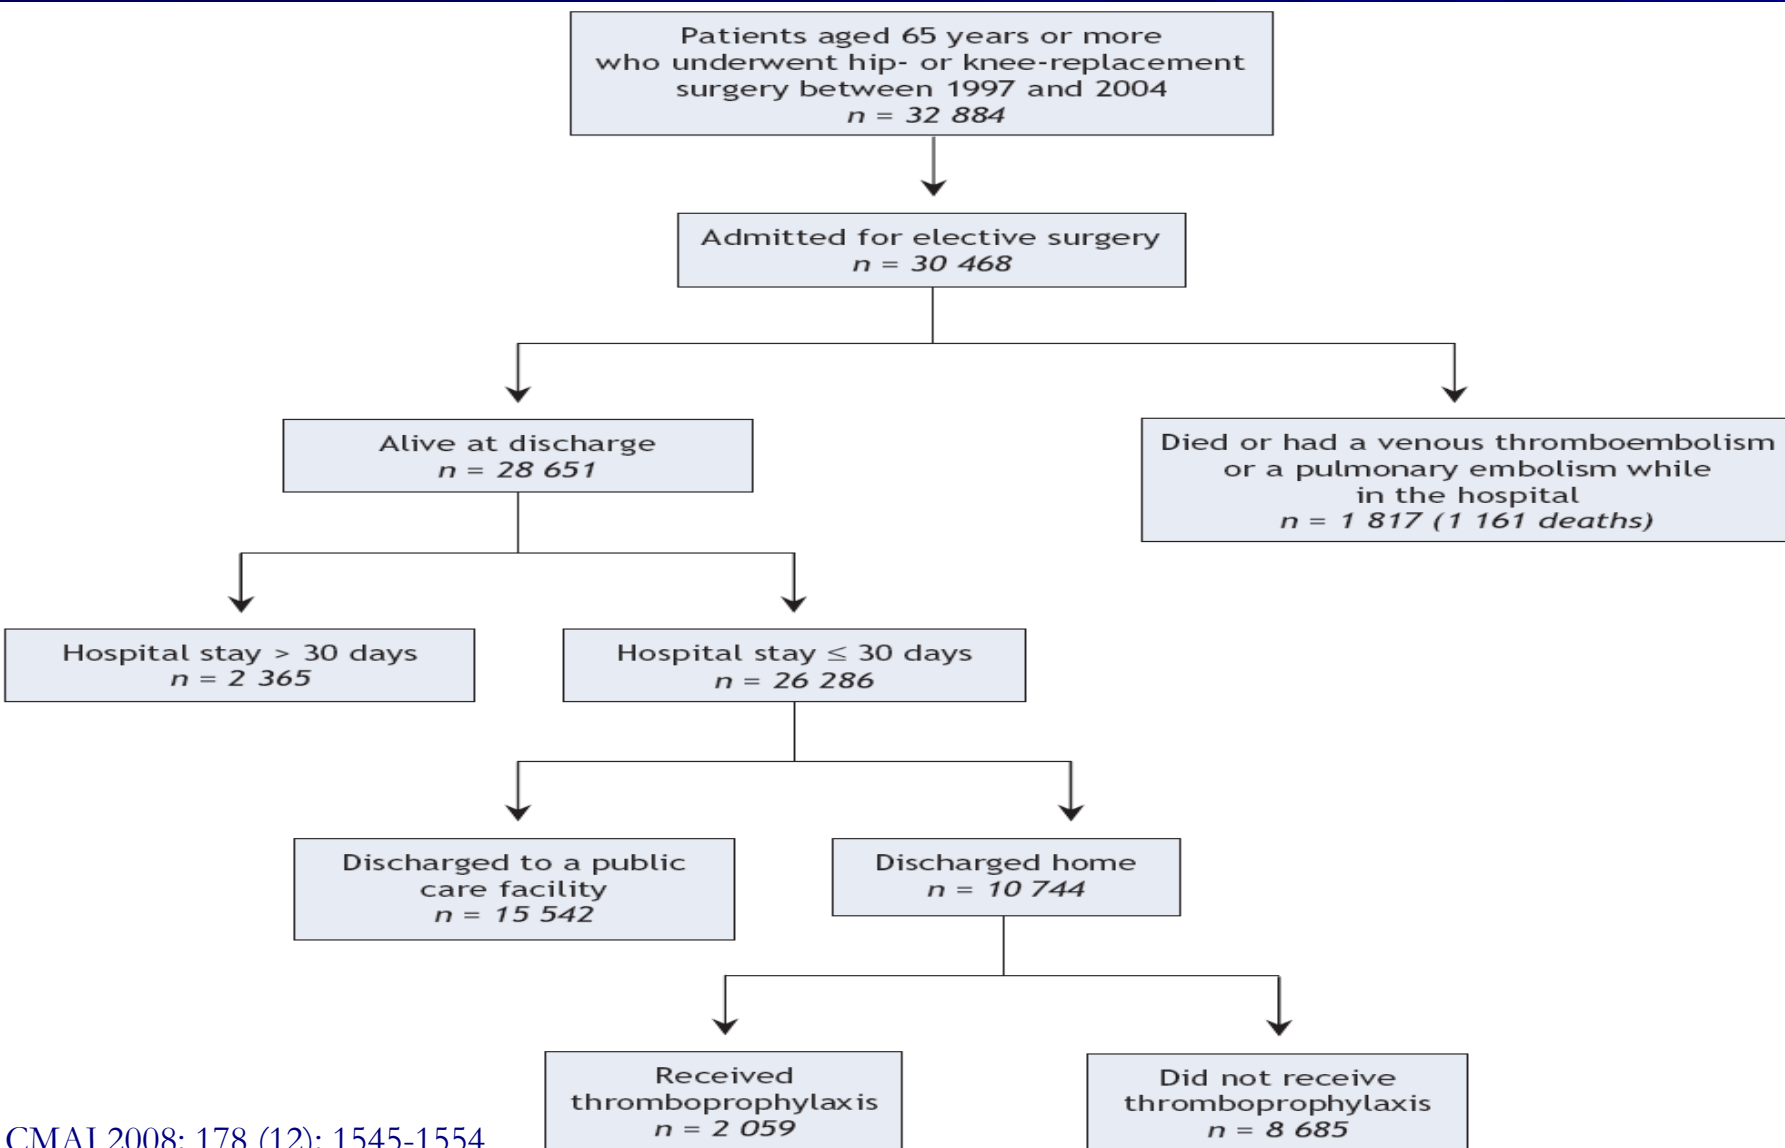 Patients aged 65 years or more
who underwent hip- or knee-replacement
surgery between 1997 and 2004
n = 32 884
Admitted for elective surgery
n = 30 468
Alive at discharge
n = 28 651
Died or had a venous thromboembolism
or a pulmonary embolism while
in the hospital
n = 1 817 (1 161 deaths)
Hospital stay > 30 days
n = 2 365
Hospital stay ≤ 30 days
n = 26 286
Discharged to a public
care facility
n = 15 542
Discharged home
n = 10 744
Received
thromboprophylaxis
n = 2 059
Did not receive
thromboprophylaxis
n = 8 685
CMAJ 2008; 178 (12): 1545-1554